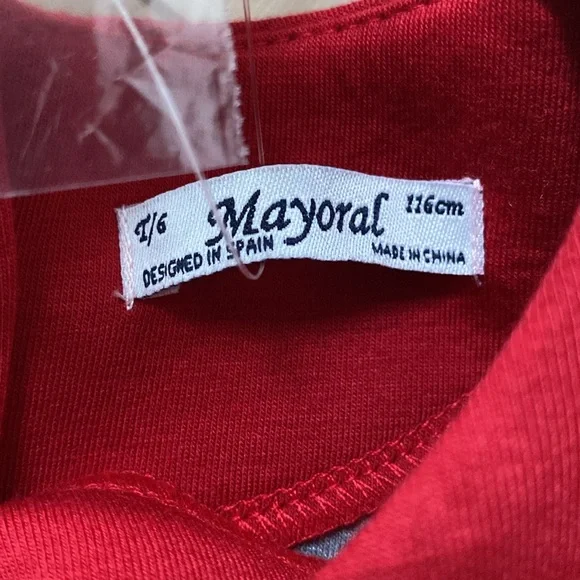 T/6 Mayoral 116cm
DESIGNED IN SPAIN MADE IN CHINA